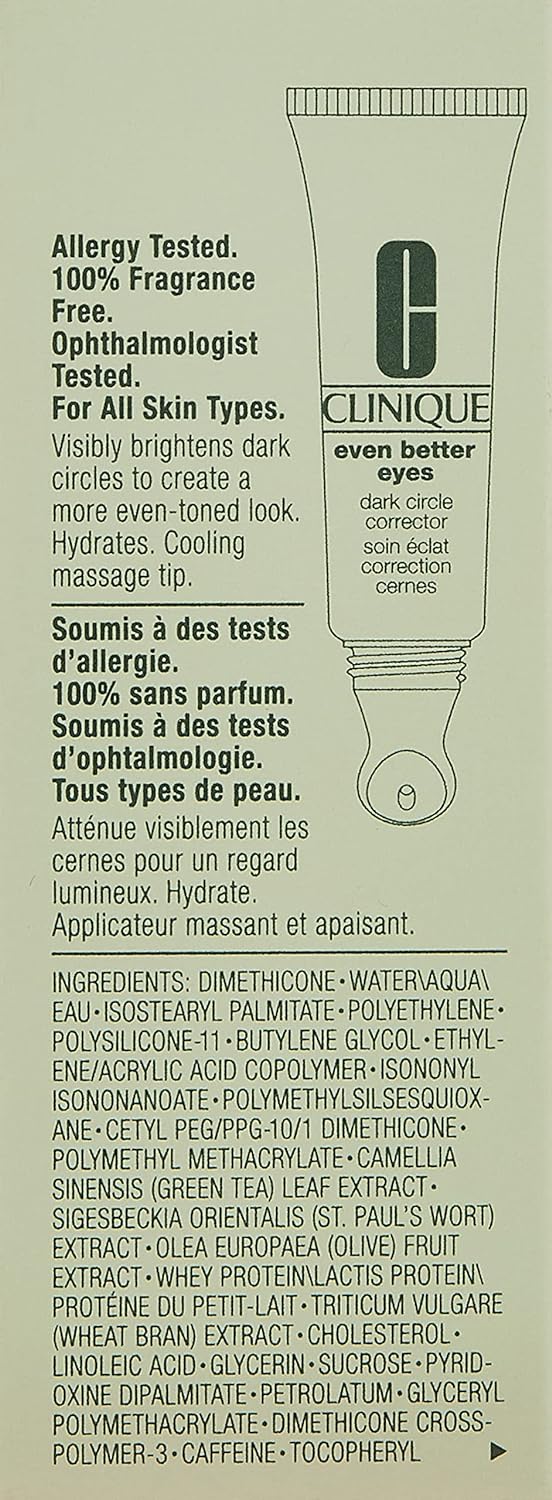 Allergy Tested.
100% Fragrance
Free.
Ophthalmologist
Tested.
For All Skin Types.
Visibly brightens dark
circles to create a
more even-toned look.
Hydrates. Cooling
massage tip.
Soumis à des tests
d'allergie.
100% sans parfum.
Soumis à des tests
d'ophtalmologie.
Tous types de peau.
Atténue visiblement les
cernes pour un regard
lumineux. Hydrate.
Applicateur massant et apaisant.
C
CLINIQUE
even better
eyes
dark circle
corrector
soin éclat
correction
cernes
INGREDIENTS: DIMETHICONE•WATER\AQUA\
EAU•ISOSTEARYL PALMITATE•POLYETHYLENE•
POLYSILICONE-11•BUTYLENE GLYCOL•ETHYL-
ENE/ACRYLIC ACID COPOLYMER•ISONONYL
ISONONANOATE•POLYMETHYLSILSESQUIOX-
ANE•CETYL PEG/PPG-10/1 DIMETHICONE•
POLYMETHYL METHACRYLATE•CAMELLIA
SINENSIS (GREEN TEA) LEAF EXTRACT•
SIGESBECKIA ORIENTALIS (ST. PAUL'S WORT)
EXTRACT•OLEA EUROPAEA (OLIVE) FRUIT
EXTRACT•WHEY PROTEIN\LACTIS PROTEIN\
PROTÉINE DU PETIT-LAIT•TRITICUM VULGARE
(WHEAT BRAN) EXTRACT•CHOLESTEROL•
LINOLEIC ACID•GLYCERIN•SUCROSE•PYRID-
OXINE DIPALMITATE•PETROLATUM•GLYCERYL
POLYMETHACRYLATE•DIMETHICONE CROSS-
POLYMER-3•CAFFEINE•TOCOPHERYL ▶